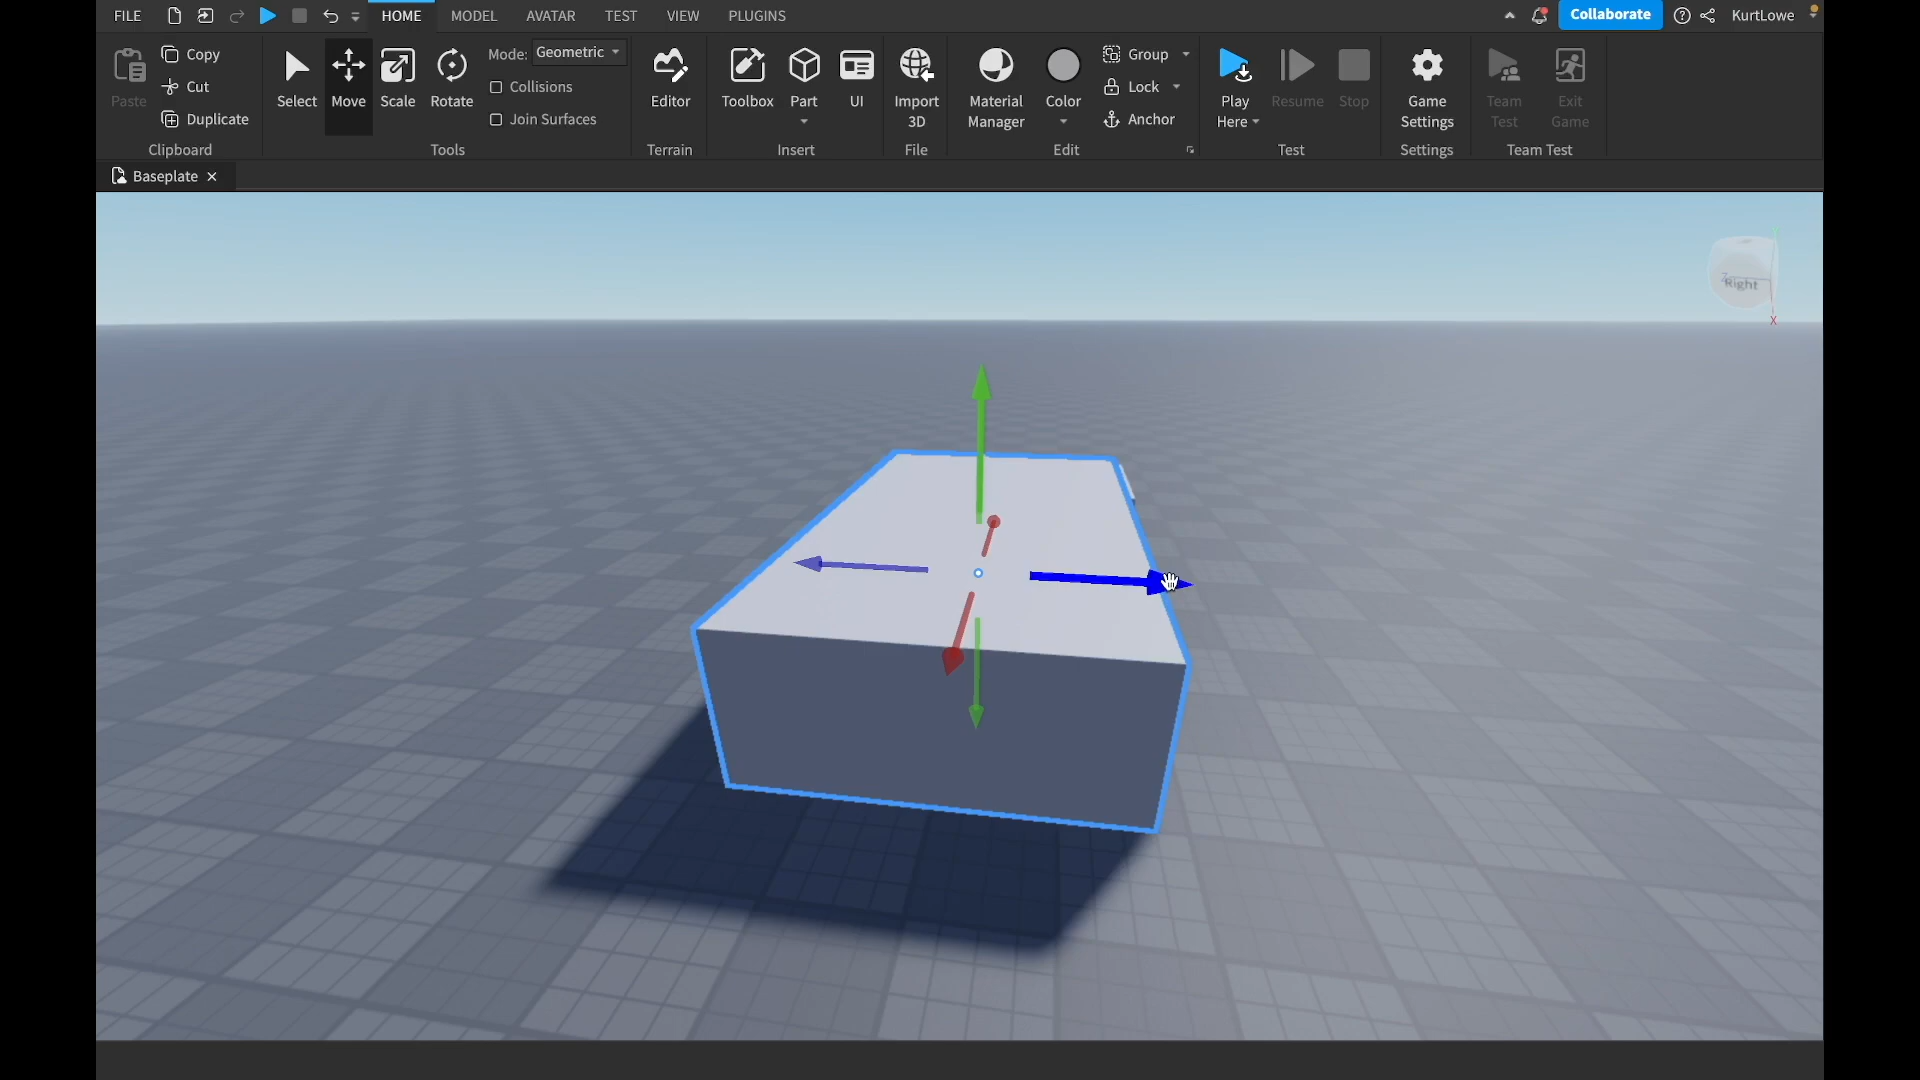 FILE HOME MODEL AVATAR TEST VIEW PLUGINS Collaborate KurtLowe
Paste Copy Cut Duplicate Clipboard
Select Move Scale Rotate Mode: Geometric Collisions Join Surfaces Tools
Editor Terrain
Toolbox Part UI Insert
Import 3D File
Material Manager Color Group Lock Anchor Edit
Play Here Resume Stop Test
Game Settings Settings
Team Test Exit Game Team Test
Baseplate
Y
Z
Right
X